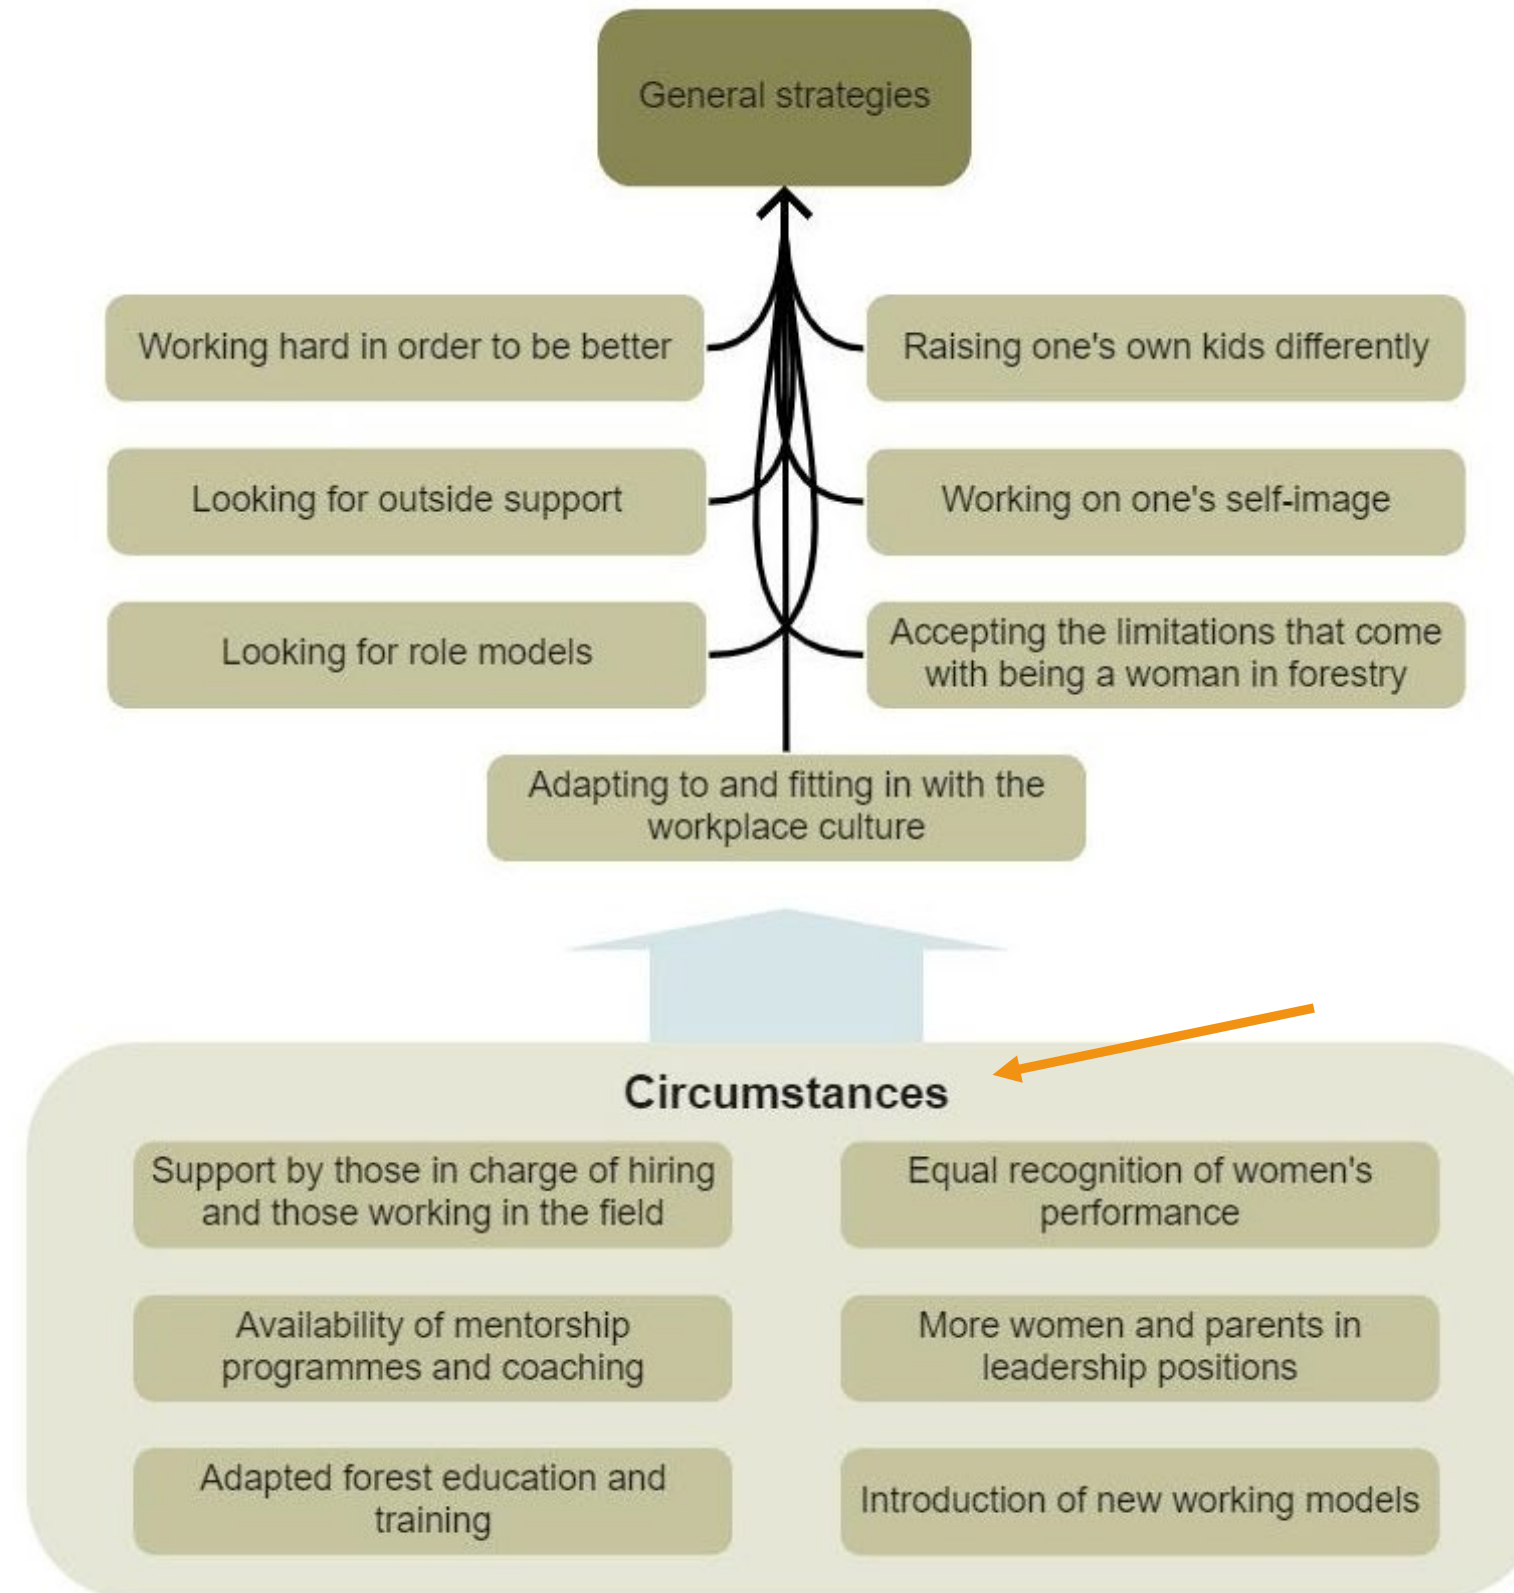 General strategies
Working hard in order to be better
Raising one's own kids differently
Looking for outside support
Working on one's self-image
Looking for role models
Accepting the limitations that come
with being a woman in forestry
Adapting to and fitting in with the
workplace culture
Circumstances
Support by those in charge of hiring
and those working in the field
Equal recognition of women's
performance
Availability of mentorship
programmes and coaching
More women and parents in
leadership positions
Adapted forest education and
training
Introduction of new working models